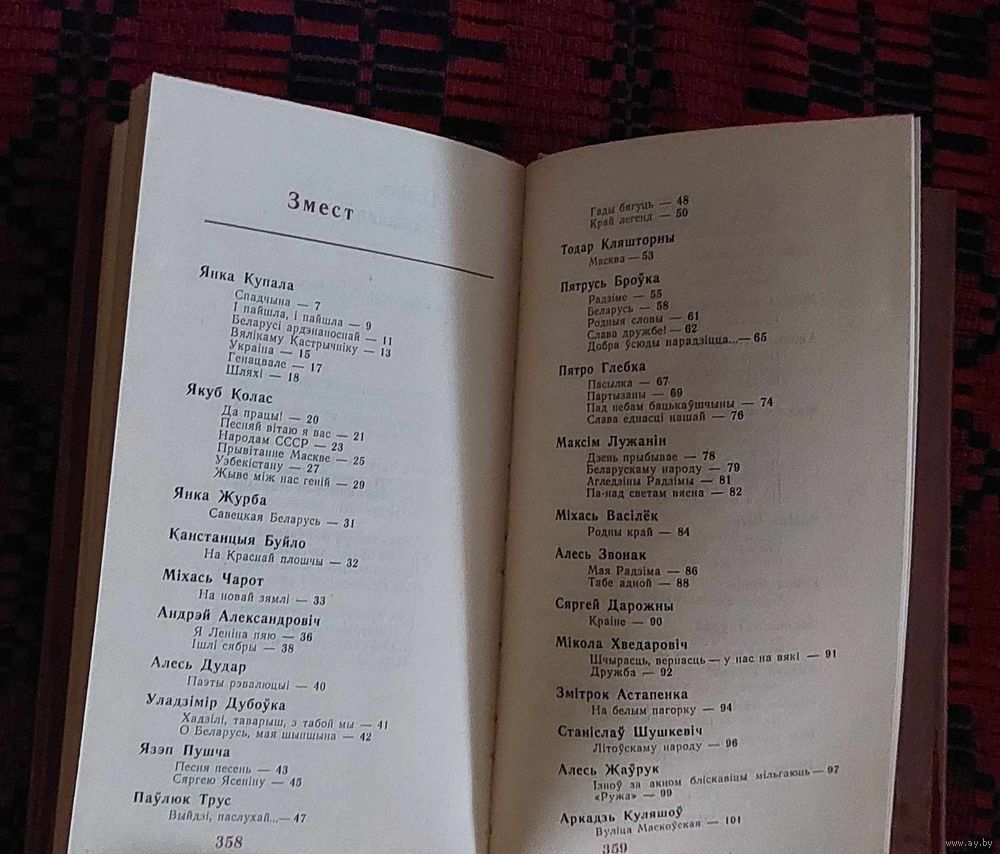 Змест
Янка Купала
Спадчына — 7
І пайшла, і пайшла — 9
Беларусі ардэнаноснай — 11
Вялікаму Кастрычніку — 13
Украіна — 15
Генацвале — 17
Шляхі — 18
Якуб Колас
Да працы! — 20
Песняй вітаю я вас — 21
Народам СССР — 23
Прывітанне Маскве — 25
Узбекістану — 27
Жыве між нас геній — 29
Янка Журба
Савецкая Беларусь — 31
Канстанцыя Буйло
На Краснай плошчы — 32
Міхась Чарот
На новай зямлі — 33
Андрэй Александровіч
Я Леніна пяю — 36
Ішлі сябры — 38
Алесь Дудар
Паэты рэвалюцыі — 40
Уладзімір Дубоўка
Хадзілі, таварыш, з табой мы — 41
О Беларусь, мая шыпшына — 42
Язэп Пушча
Песня песень — 43
Сяргею Ясеніну — 45
Паўлюк Трус
Выйдзі, паслухай...— 47
358
Гады бягуць — 48
Край легенд — 50
Тодар Кляшторны
Масква — 53
Пятрусь Броўка
Радзіме — 55
Беларусь — 58
Родныя словы — 61
Слава дружбе! — 62
Добра ўсюды нарадзіцца...— 65
Пятро Глебка
Пасылка — 67
Партызаны — 69
Пад небам бацькаўшчыны — 74
Слава еднасці нашай — 76
Максім Лужанін
Дзень прыбывае — 78
Беларускаму народу — 79
Агледзіны Радзімы — 81
Па-над светам вясна — 82
Міхась Васілёк
Родны край — 84
Алесь Звонак
Мая Радзіма — 86
Табе адной — 88
Сяргей Дарожны
Краіне — 90
Мікола Хведаровіч
Шчырасць, вернасць — у нас на вякі — 91
Дружба — 92
Змітрок Астапенка
На белым пагорку — 94
Станіслаў Шушкевіч
Літоўскаму народу — 96
Алесь Жаўрук
Ізноў за акном бліскавіцы мільгаюць — 97
«Ружа» — 99
Аркадзь Куляшоў
Вуліца Маскоўская — 101
359
www.ay.by